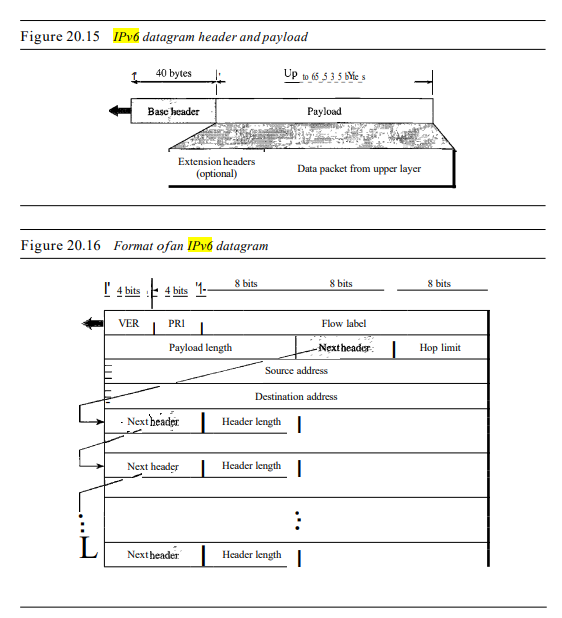 Figure 20.15 IPv6 datagram header and payload
40 bytes Up to 65,535 bytes
Base header Payload
Extension headers
(optional)
Data packet from upper layer
Figure 20.16 Format ofan IPv6 datagram
4 bits 4 bits 8 bits 8 bits 8 bits
VER PRI Flow label
Payload length Next header Hop limit
Source address
Destination address
Next header Header length
Next header Header length
Next header Header length